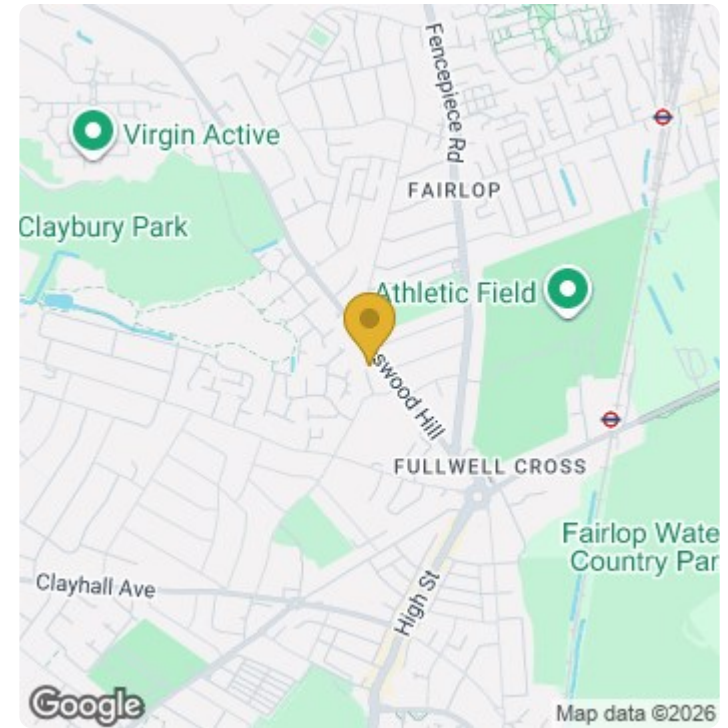 Fencepiece Rd
Virgin Active
FAIRLOP
Claybury Park
Athletic Field
swood Hill
FULLWELL CROSS
Fairlop Wate
Country Par
Clayhall Ave
High St
Google
Map data ©2026